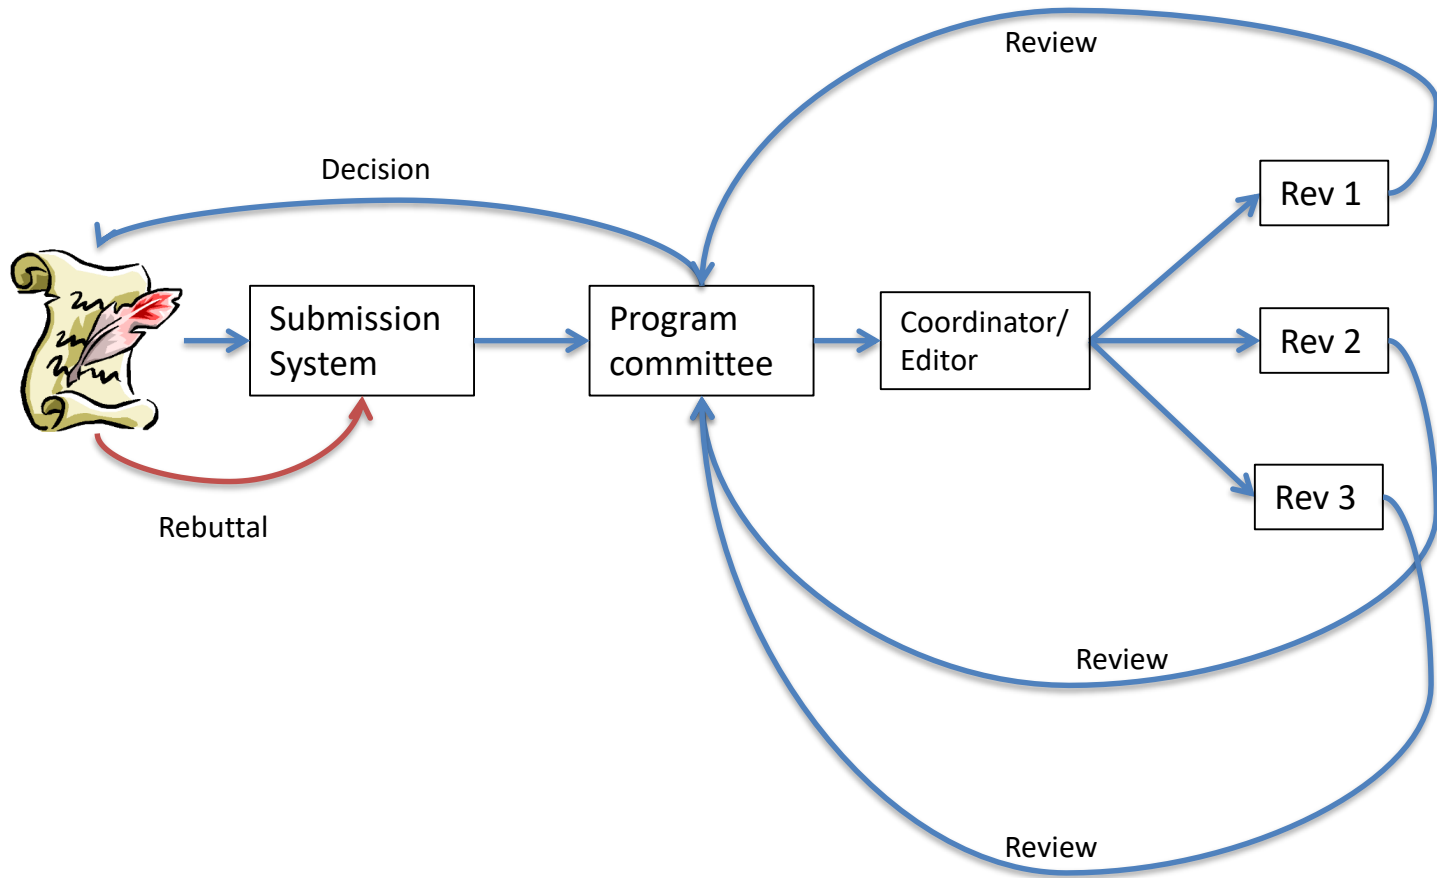 Review
Decision
Rev 1
Submission
System
Program
committee
Coordinator/
Editor
Rev 2
Rev 3
Rebuttal
Review
Review